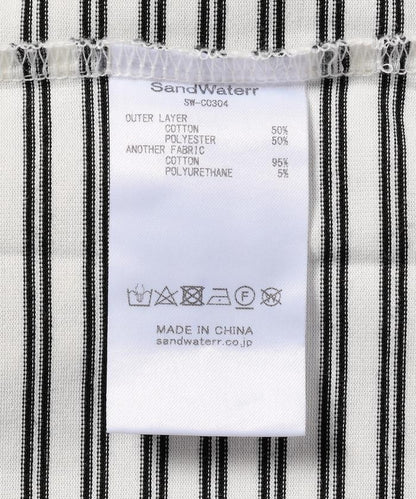 SandWaterr
SW-C0304
OUTER LAYER
COTTON 50%
POLYESTER 50%
ANOTHER FABRIC
COTTON 95%
POLYURETHANE 5%
MADE IN CHINA
sandwaterr.co.jp